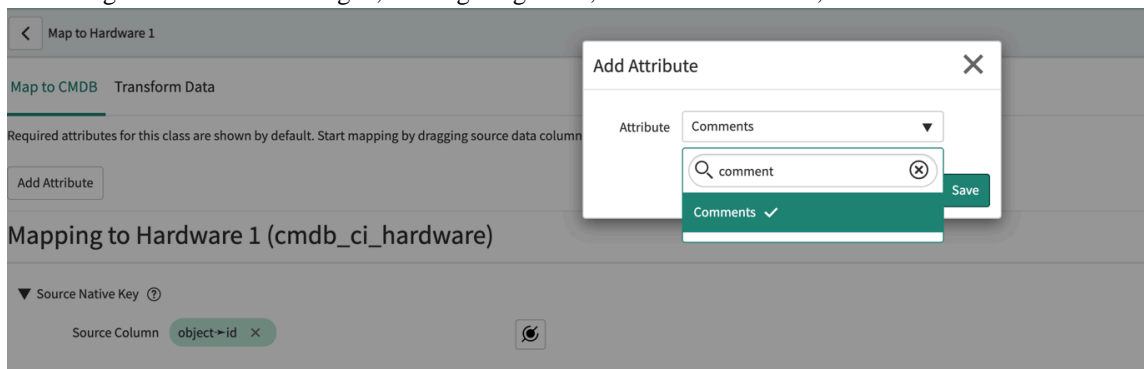 Map to Hardware 1
Add Attribute
Map to CMDB Transform Data
Attribute Comments
Required attributes for this class are shown by default. Start mapping by dragging source data column
comment
Add Attribute
Save
Comments
Mapping to Hardware 1 (cmdb_ci_hardware)
Source Native Key
Source Column object➛id